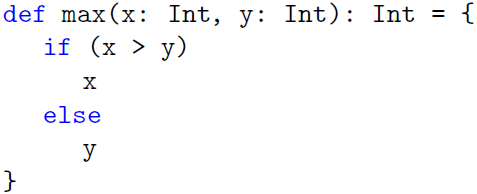 def max(x: Int, y: Int): Int = {
if (x > y)
x
else
y
}